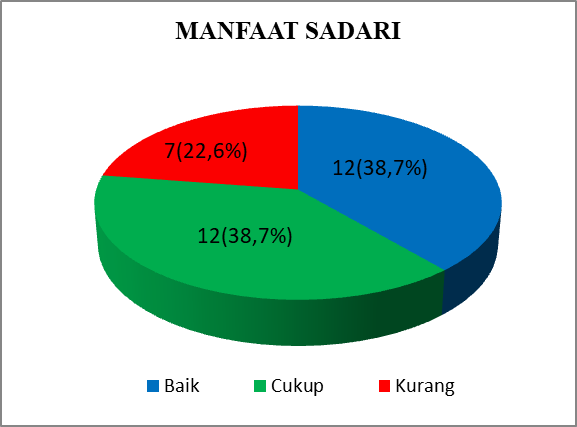 MANFAAT SADARI
7(22,6%)
12(38,7%)
12(38,7%)
Baik
Cukup
Kurang